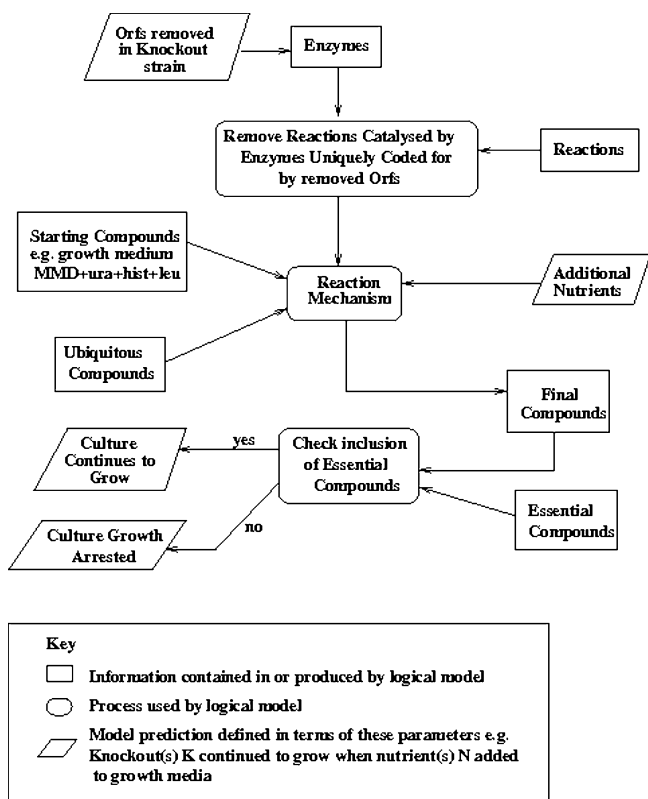 Orfs removed
in Knockout
strain
Enzymes
Remove Reactions Catalysed by
Enzymes Uniquely Coded for
by removed Orfs
Reactions
Starting Compounds
e.g. growth medium
MMD+ura+hist+leu
Reaction
Mechanism
Additional
Nutrients
Ubiquitous
Compounds
Final
Compounds
Culture
Continues to
Grow
yes
Check inclusion
of Essential
Compounds
Essential
Compounds
Culture Growth
Arrested
no
Key
Information contained in or produced by logical model
Process used by logical model
Model prediction defined in terms of these parameters e.g.
Knockout(s) K continued to grow when nutrient(s) N added
to growth media